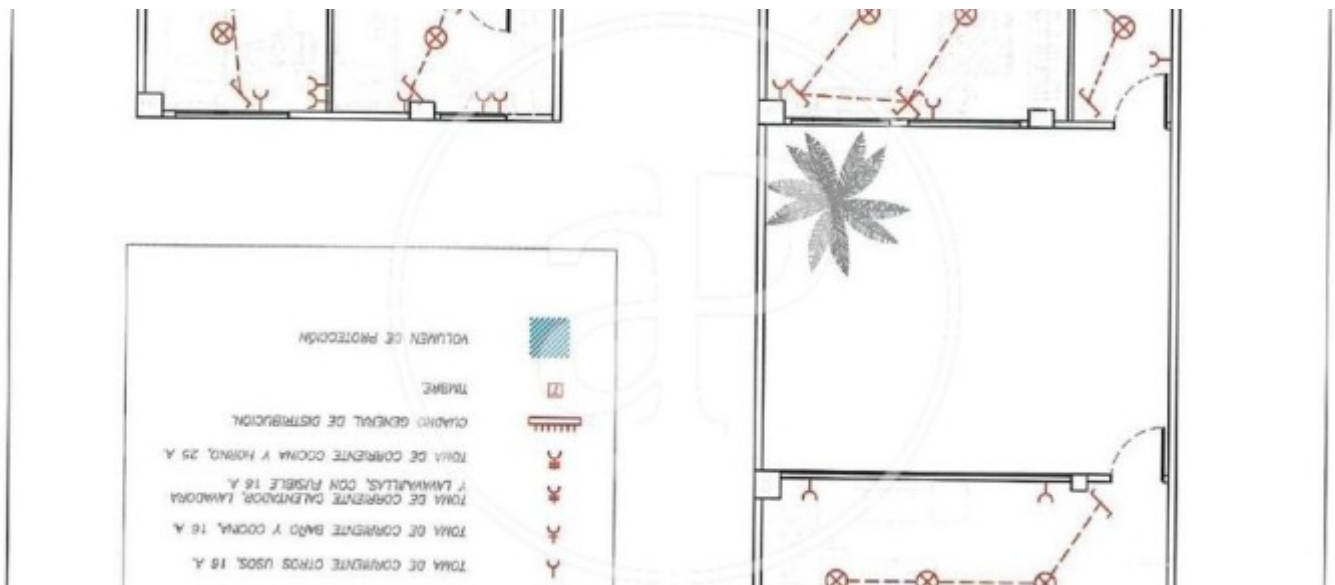 TOMA DE CORRIENTE OTROS USOS, 16 A.
TOMA DE CORRIENTE BAÑO Y COCINA, 16 A.
TOMA DE CORRIENTE CALENTADOR, LAVADORA
Y LAVAVAJILLAS, CON FUSIBLE 16 A.
TOMA DE CORRIENTE COCINA Y HORNO, 25 A.
CUADRO GENERAL DE DISTRIBUCION.
TIMBRE.
VOLUMEN DE PROTECCIÓN